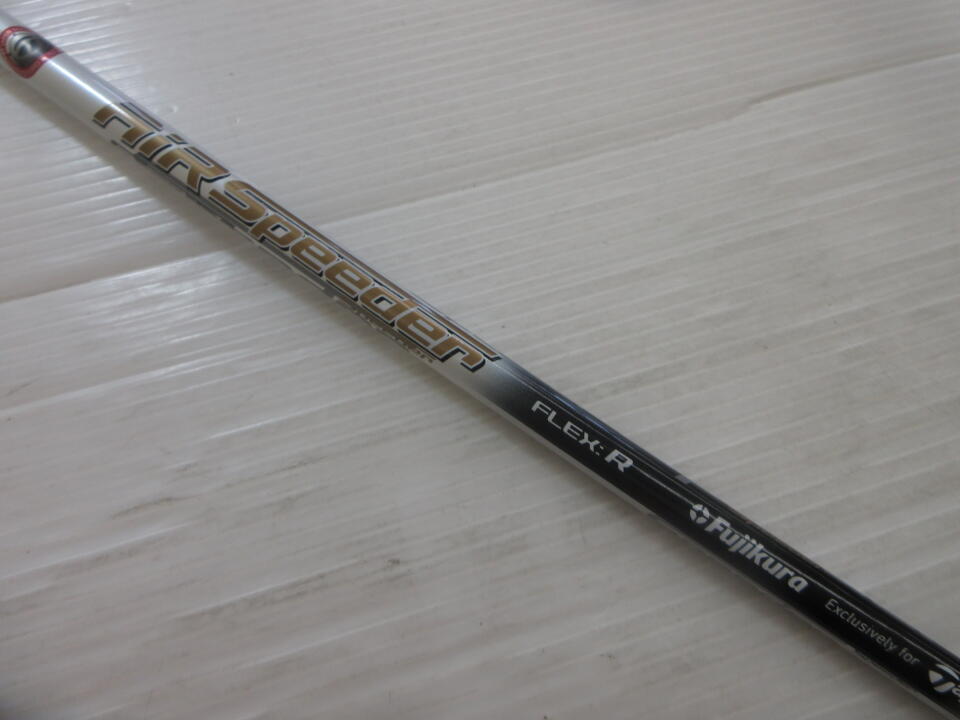 AiR Speeder
FLEX: R
Fujikura
Exclusively for